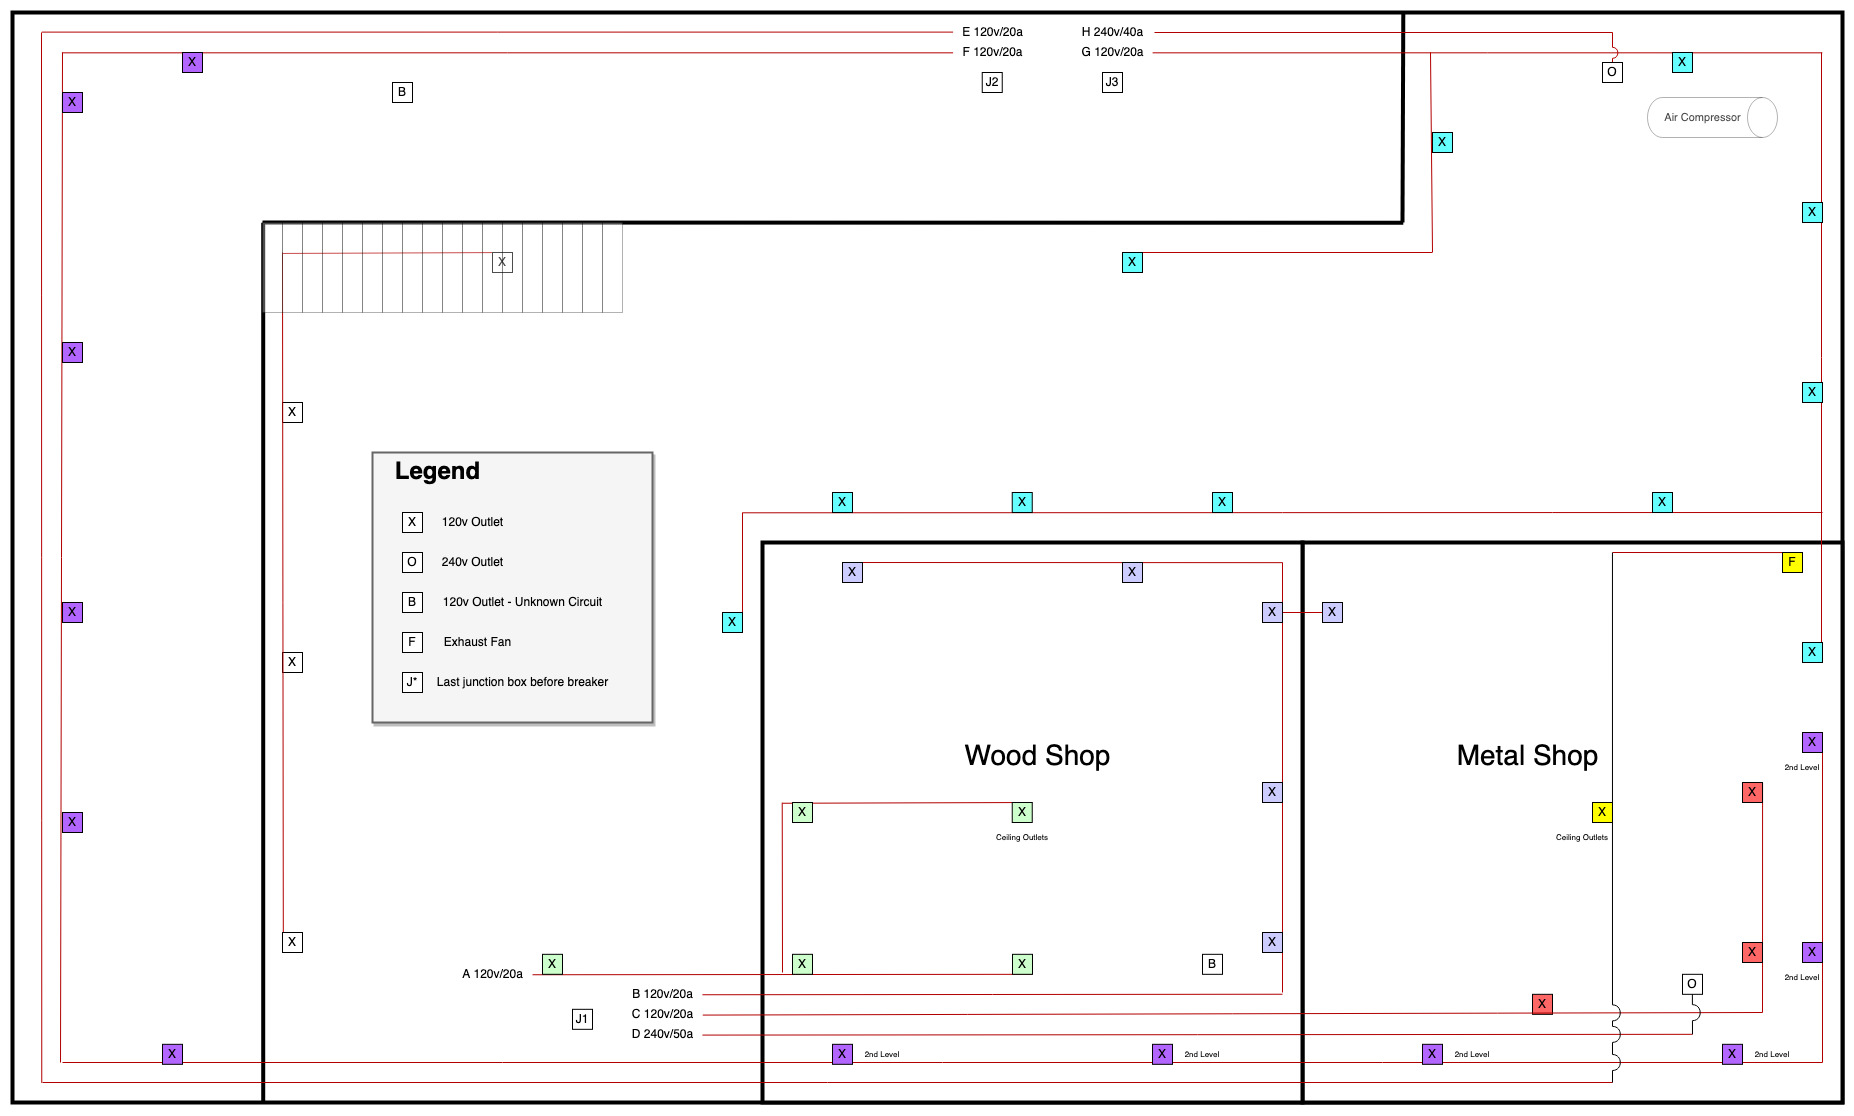 E 120v/20a
H 240v/40a
F 120v/20a
G 120v/20a
X
X
O
J2
J3
B
X
Air Compressor
X
X
X
X
X
X
X
X
Legend
X
X
X
X
X 120v Outlet
O 240v Outlet
F
X
X
B 120v Outlet - Unknown Circuit
X
X
X
X
F Exhaust Fan
X
X
J* Last junction box before breaker
X
Wood Shop
Metal Shop
2nd Level
X
X
X
X
X
X
Ceiling Outlets
Ceiling Outlets
X
X
X
X
A 120v/20a
X
X
X
B
2nd Level
O
B 120v/20a
X
J1
C 120v/20a
D 240v/50a
X
X 2nd Level
X 2nd Level
X 2nd Level
X 2nd Level